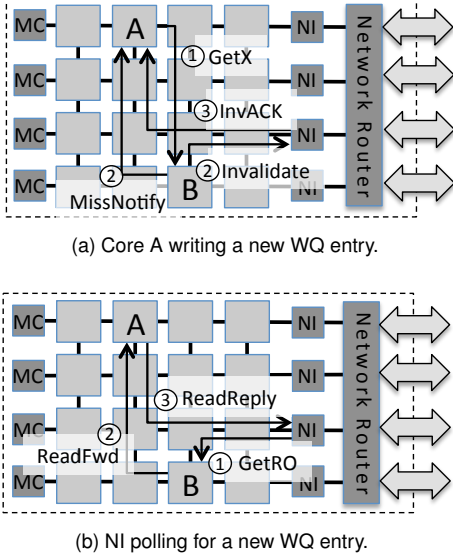 MC
A
NI
① GetX
MC
NI
③ InvACK
MC
NI
② ② Invalidate
MC
B
NI
MissNotify
Network Router
(a) Core A writing a new WQ entry.
MC
A
NI
MC
NI
③ ReadReply
②
MC
NI
ReadFwd
① GetRO
MC
B
NI
Network Router
(b) NI polling for a new WQ entry.